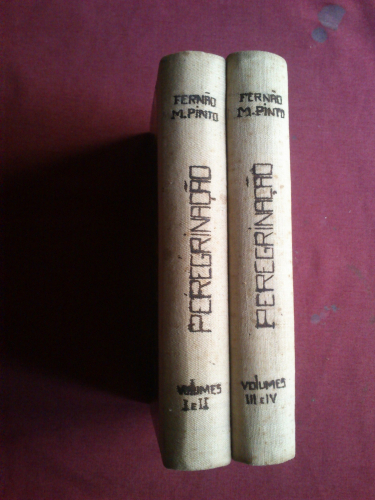 FERNÃO
M. PINTO
PEREGRINAÇÃO
VOLUMES
I E II
FERNÃO
M. PINTO
PEREGRINAÇÃO
VOLUMES
III E IV